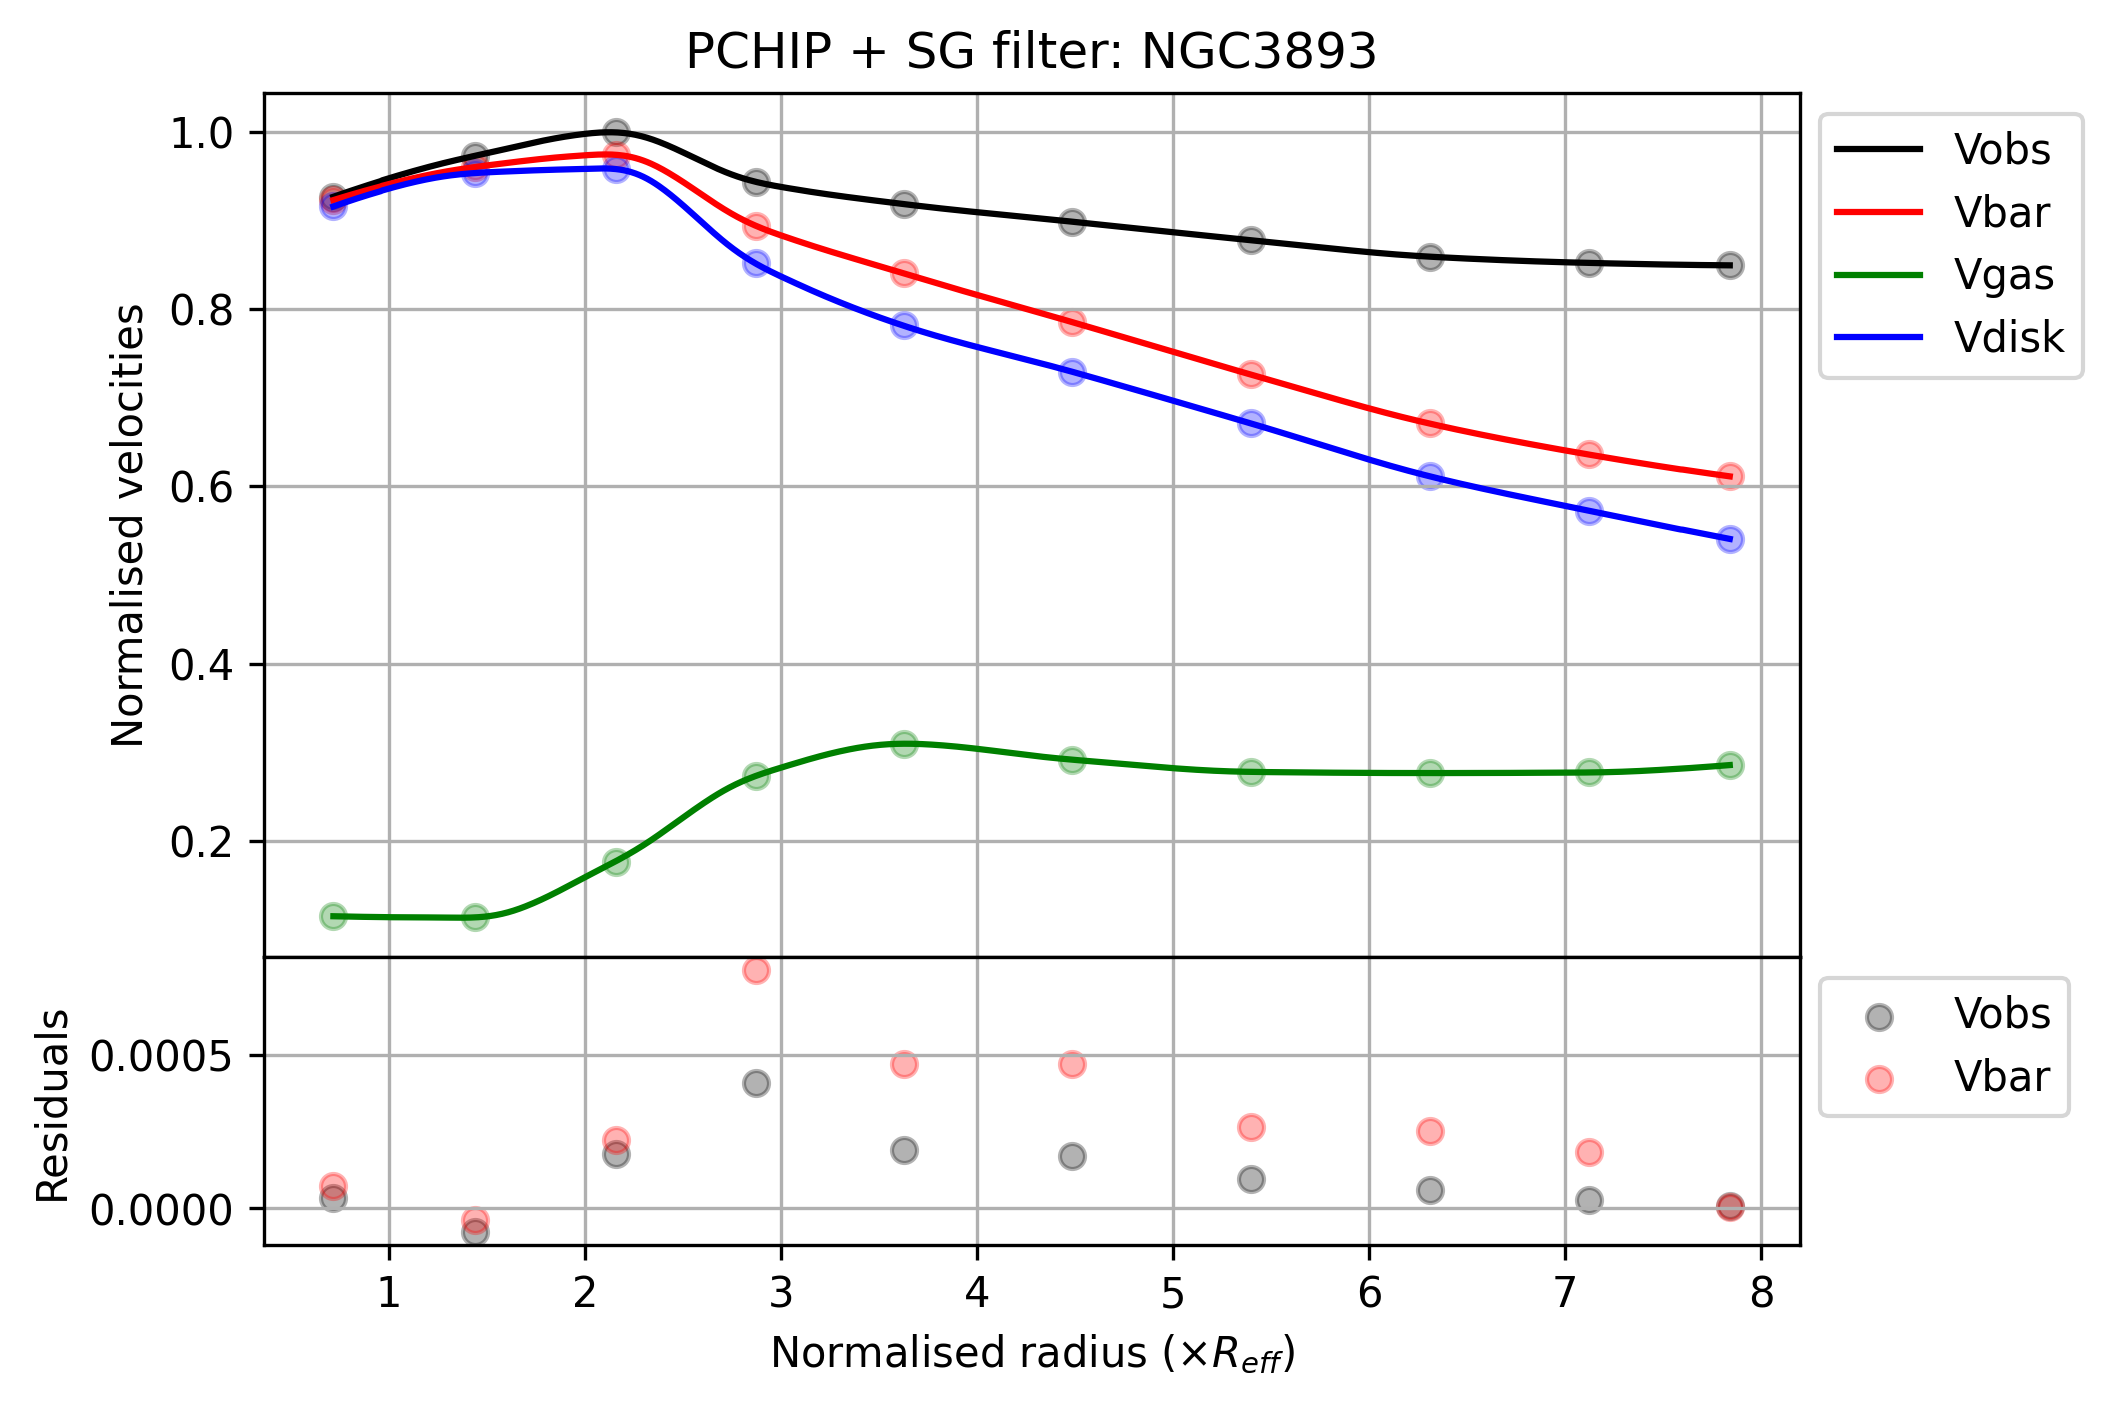 PCHIP + SG filter: NGC3893
Normalised velocities
1.0
0.8
0.6
0.4
0.2
Vobs
Vbar
Vgas
Vdisk
Residuals
0.0005
0.0000
Vobs
Vbar
1 2 3 4 5 6 7 8
Normalised radius (×R_eff)